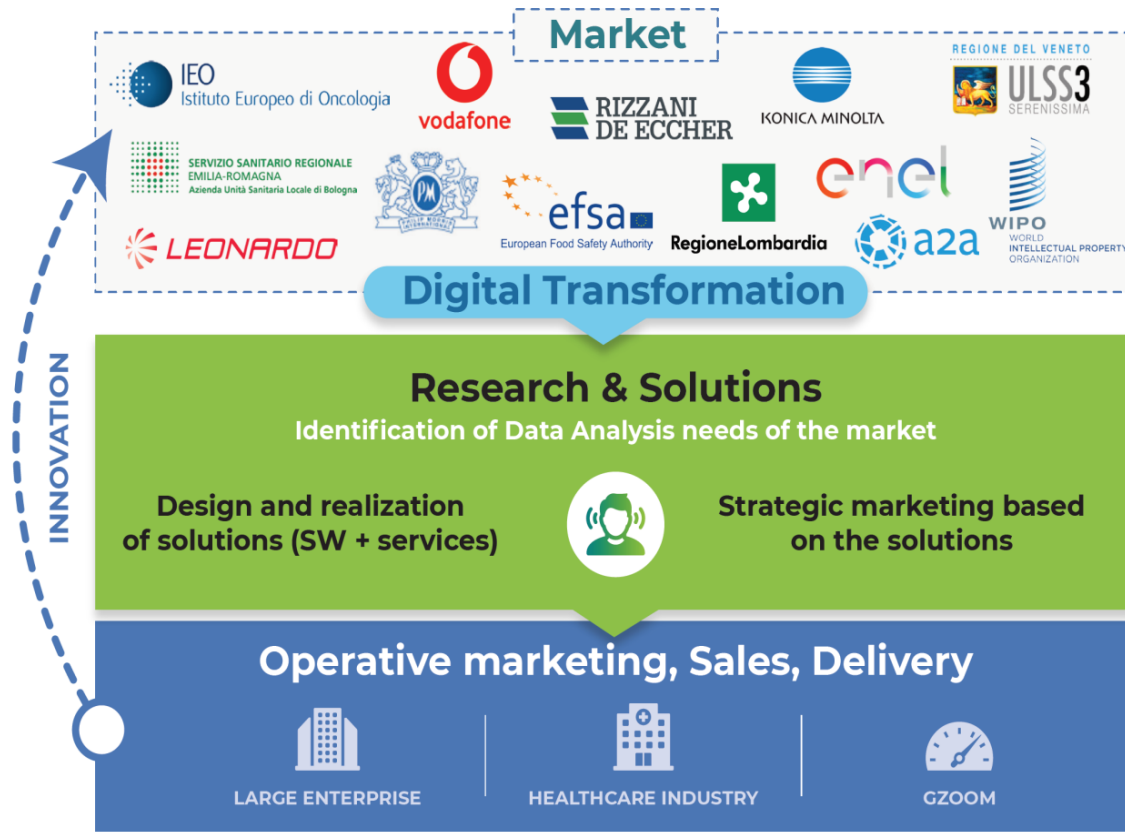 Market
IEO
Istituto Europeo di Oncologia
vodafone
RIZZANI
DE ECCHER
KONICA MINOLTA
REGIONE DEL VENETO
ULSS3
SERENISSIMA
SERVIZIO SANITARIO REGIONALE
EMILIA-ROMAGNA
Azienda Unità Sanitaria Locale di Bologna
PM
PHILIP MORRIS
INTERNATIONAL
efsa
European Food Safety Authority
RegioneLombardia
enel
WIPO
WORLD
INTELLECTUAL PROPERTY
ORGANIZATION
LEONARDO
a2a
Digital Transformation
INNOVATION
Research & Solutions
Identification of Data Analysis needs of the market
Design and realization
of solutions (SW + services)
Strategic marketing based
on the solutions
Operative marketing, Sales, Delivery
LARGE ENTERPRISE
HEALTHCARE INDUSTRY
GZOOM